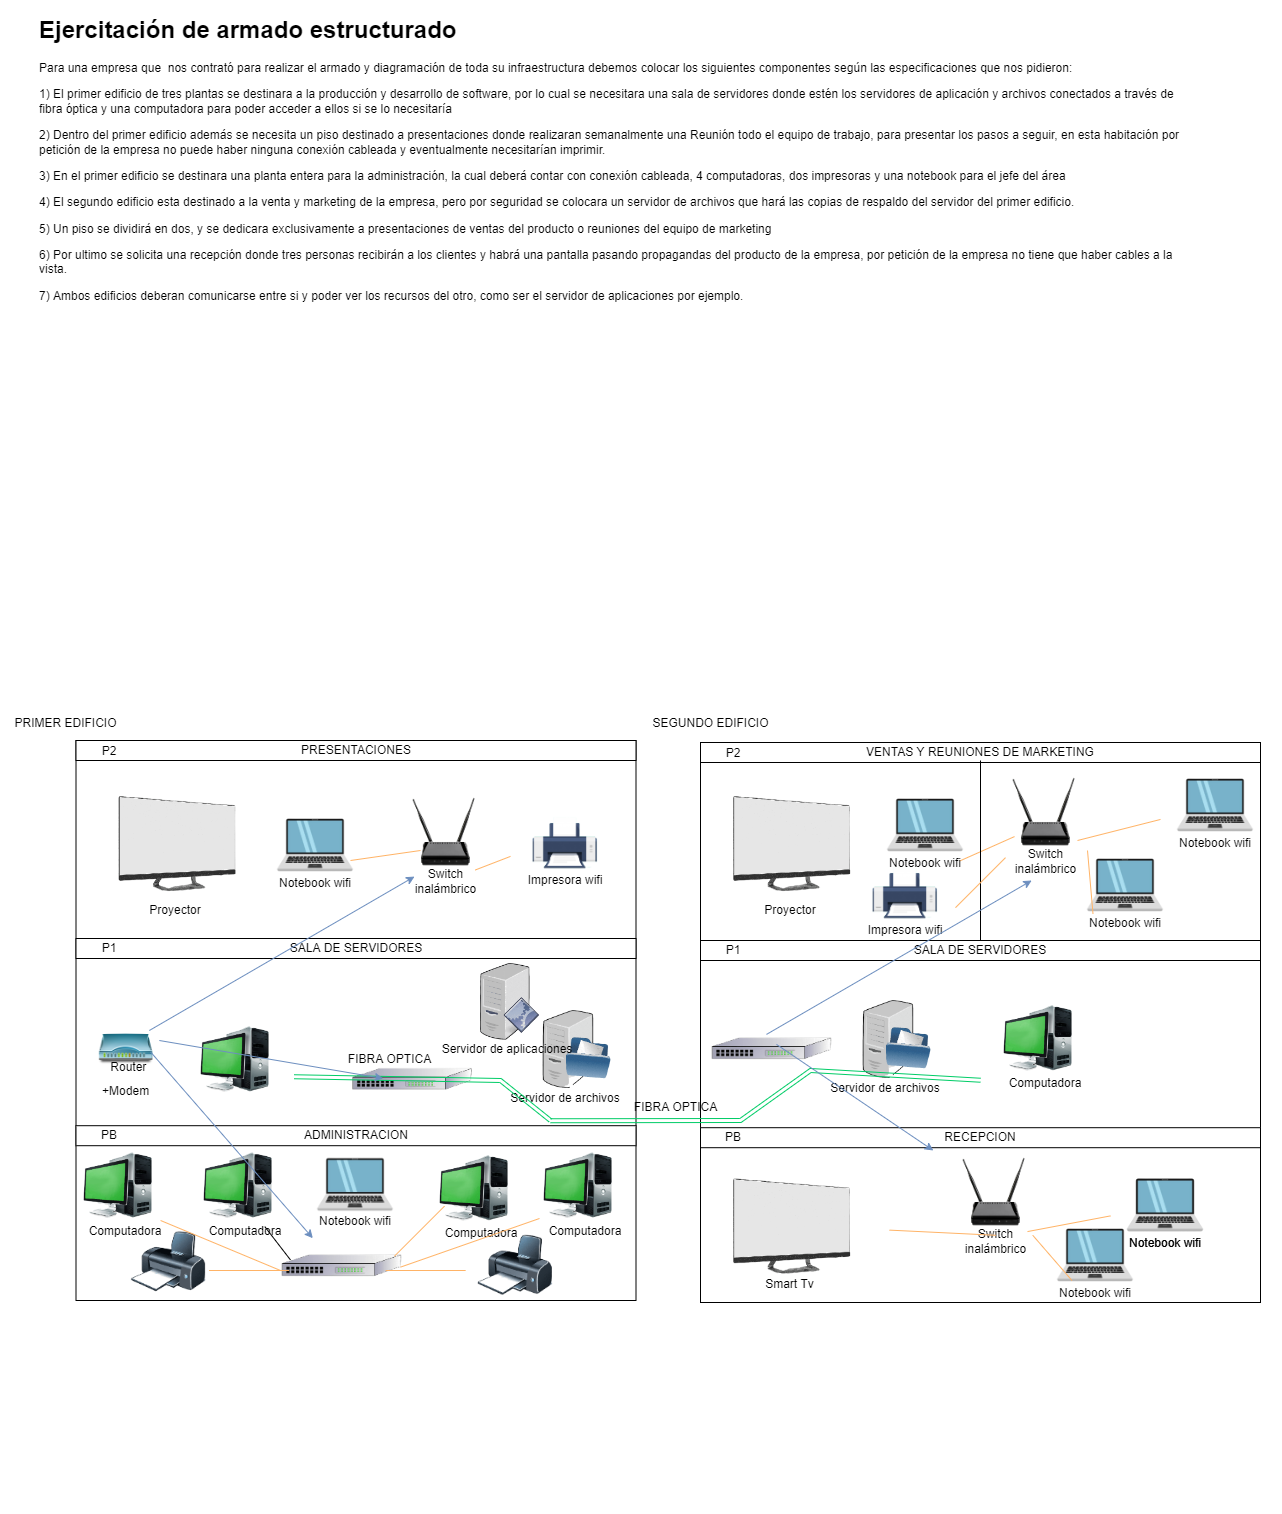 Ejercitación de armado estructurado
Para una empresa que  nos contrató para realizar el armado y diagramación de toda su infraestructura debemos colocar los siguientes componentes según las especificaciones que nos pidieron:
1) El primer edificio de tres plantas se destinara a la producción y desarrollo de software, por lo cual se necesitara una sala de servidores donde estén los servidores de aplicación y archivos conectados a través de
fibra óptica y una computadora para poder acceder a ellos si se lo necesitaría
2) Dentro del primer edificio además se necesita un piso destinado a presentaciones donde realizaran semanalmente una Reunión todo el equipo de trabajo, para presentar los pasos a seguir, en esta habitación por
petición de la empresa no puede haber ninguna conexión cableada y eventualmente necesitarían imprimir.
3) En el primer edificio se destinara una planta entera para la administración, la cual deberá contar con conexión cableada, 4 computadoras, dos impresoras y una notebook para el jefe del área
4) El segundo edificio esta destinado a la venta y marketing de la empresa, pero por seguridad se colocara un servidor de archivos que hará las copias de respaldo del servidor del primer edificio.
5) Un piso se dividirá en dos, y se dedicara exclusivamente a presentaciones de ventas del producto o reuniones del equipo de marketing
6) Por ultimo se solicita una recepción donde tres personas recibirán a los clientes y habrá una pantalla pasando propagandas del producto de la empresa, por petición de la empresa no tiene que haber cables a la
vista.
7) Ambos edificios deberan comunicarse entre si y poder ver los recursos del otro, como ser el servidor de aplicaciones por ejemplo.
PRIMER EDIFICIO
P2
PRESENTACIONES
Proyector
Notebook wifi
Switch
inalámbrico
Impresora wifi
P1
SALA DE SERVIDORES
Router
+Modem
FIBRA OPTICA
Servidor de aplicaciones
Servidor de archivos
FIBRA OPTICA
PB
ADMINISTRACION
Computadora
Computadora
Notebook wifi
Computadora
Computadora
SEGUNDO EDIFICIO
P2
VENTAS Y REUNIONES DE MARKETING
Proyector
Notebook wifi
Impresora wifi
Switch
inalámbrico
Notebook wifi
Notebook wifi
P1
SALA DE SERVIDORES
Servidor de archivos
Computadora
PB
RECEPCION
Smart Tv
Switch
inalámbrico
Notebook wifi
Notebook wifi